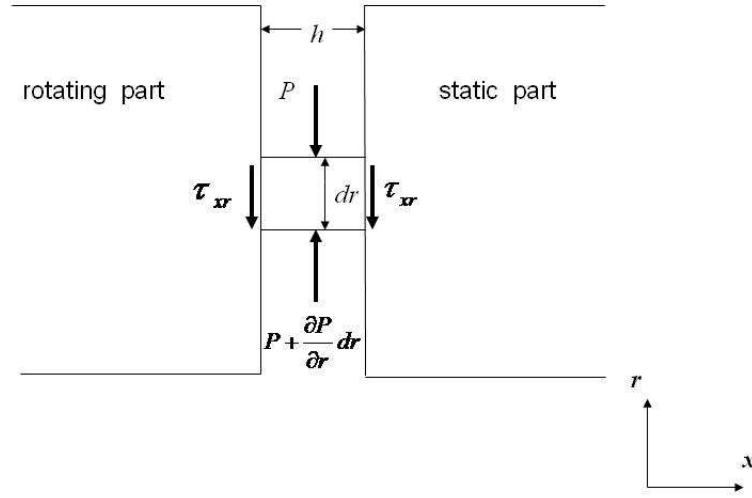 h
rotating part
P
static part
τxr
dr
τxr
P + ∂P/∂r dr
r
x